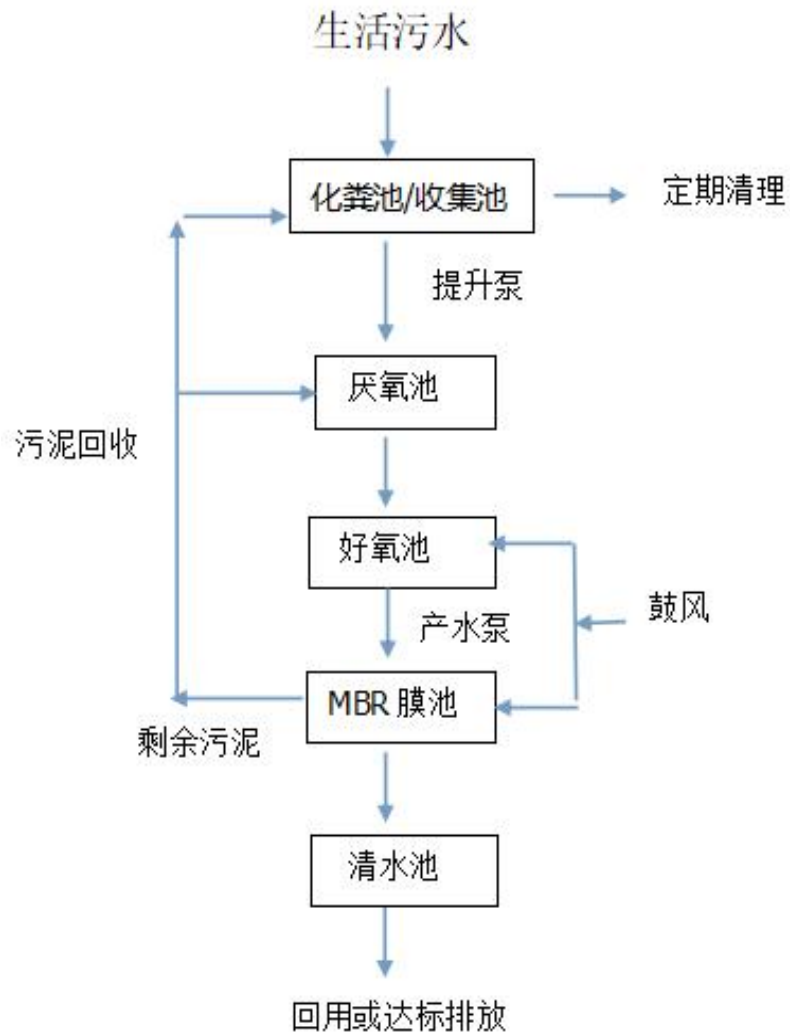 生活污水
化粪池/收集池
定期清理
提升泵
厌氧池
污泥回收
好氧池
鼓风
产水泵
MBR 膜池
剩余污泥
清水池
回用或达标排放